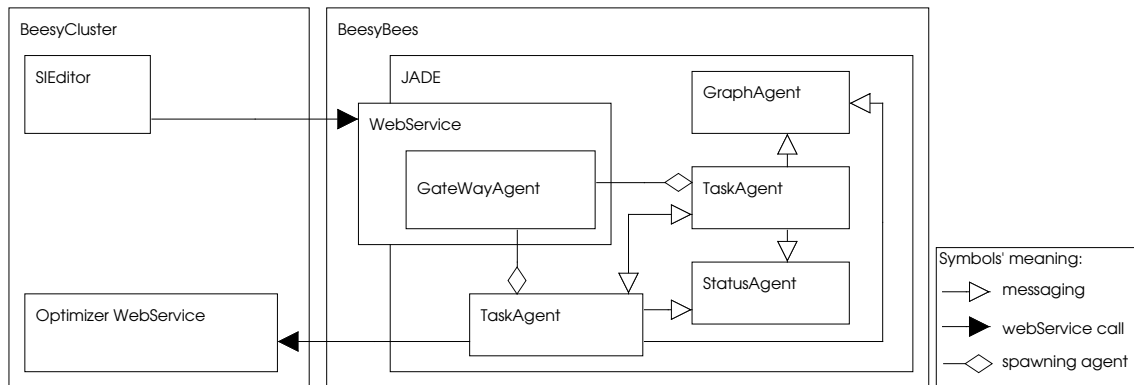 BeesyCluster
SIEditor
Optimizer WebService
BeesyBees
JADE
WebService
GateWayAgent
GraphAgent
TaskAgent
StatusAgent
TaskAgent
Symbols' meaning:
messaging
webService call
spawning agent